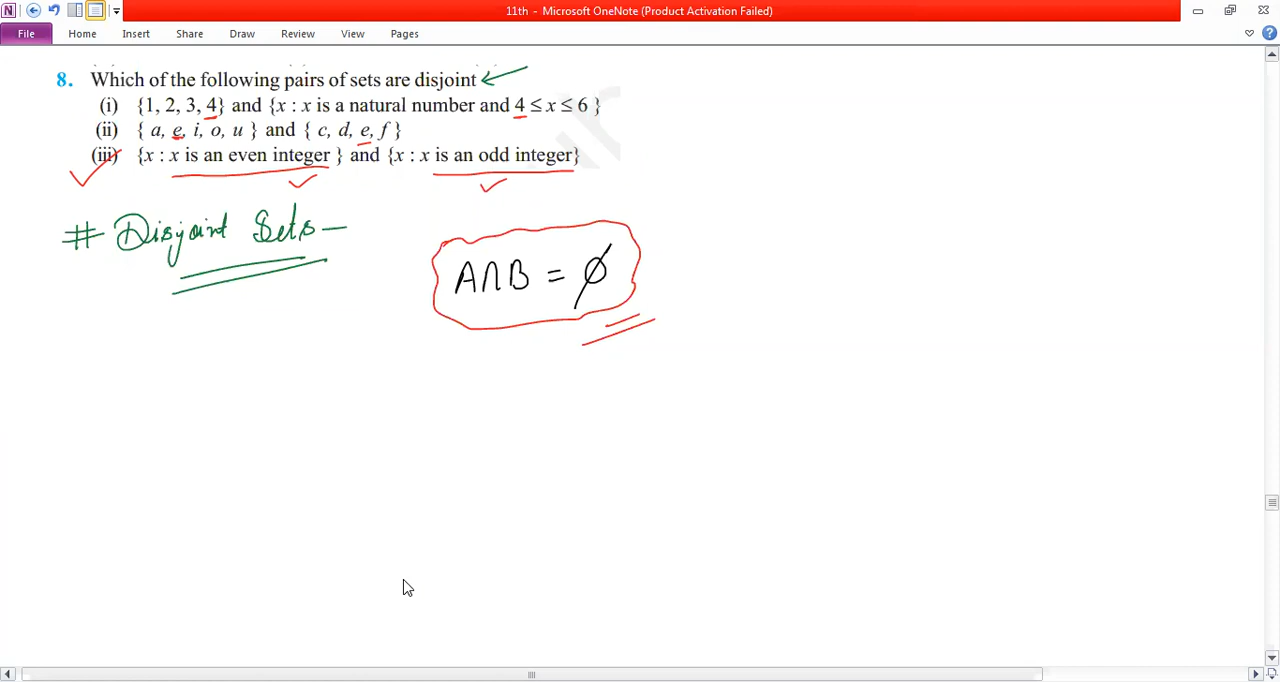 11th - Microsoft OneNote (Product Activation Failed)
File Home Insert Share Draw Review View Pages
8. Which of the following pairs of sets are disjoint
(i) {1, 2, 3, 4} and {x : x is a natural number and 4 ≤ x ≤ 6 }
(ii) { a, e, i, o, u } and { c, d, e, f }
(iii) {x : x is an even integer } and {x : x is an odd integer}
# Disjoint Sets—
A∩B = ϕ